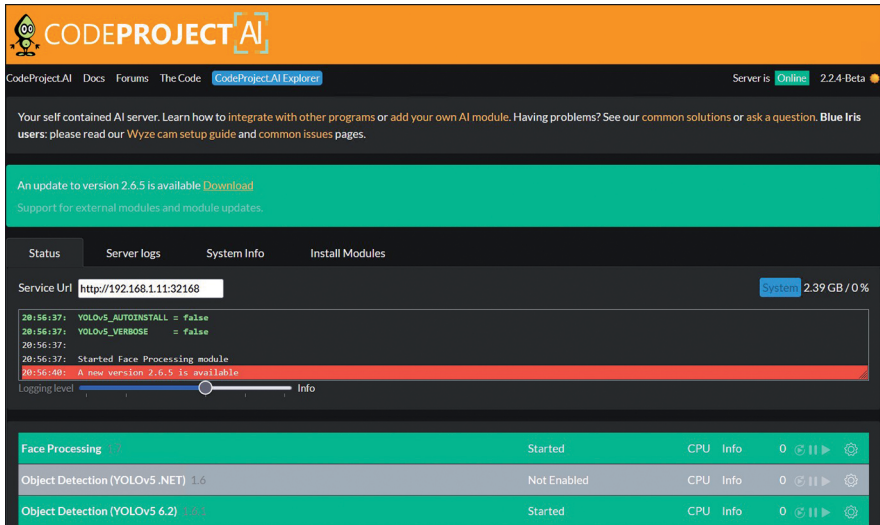 CODEPROJECT[AI]
CodeProject.AI Docs Forums The Code CodeProject.AI Explorer Server is Online 2.2.4-Beta
Your self contained AI server. Learn how to integrate with other programs or add your own AI module. Having problems? See our common solutions or ask a question. Blue Iris
users: please read our Wyze cam setup guide and common issues pages.
An update to version 2.6.5 is available Download
Support for external modules and module updates.
Status Server logs System Info Install Modules
Service Url http://192.168.1.11:32168 System 2.39 GB / 0 %
20:56:37: YOLOv5_AUTOINSTALL = false
20:56:37: YOLOv5_VERBOSE = false
20:56:37:
20:56:37: Started Face Processing module
20:56:40: A new version 2.6.5 is available
Logging level Info
Face Processing Started CPU Info 0
Object Detection (YOLOv5 .NET) 1.6 Not Enabled CPU Info 0
Object Detection (YOLOv5 6.2) Started CPU Info 0